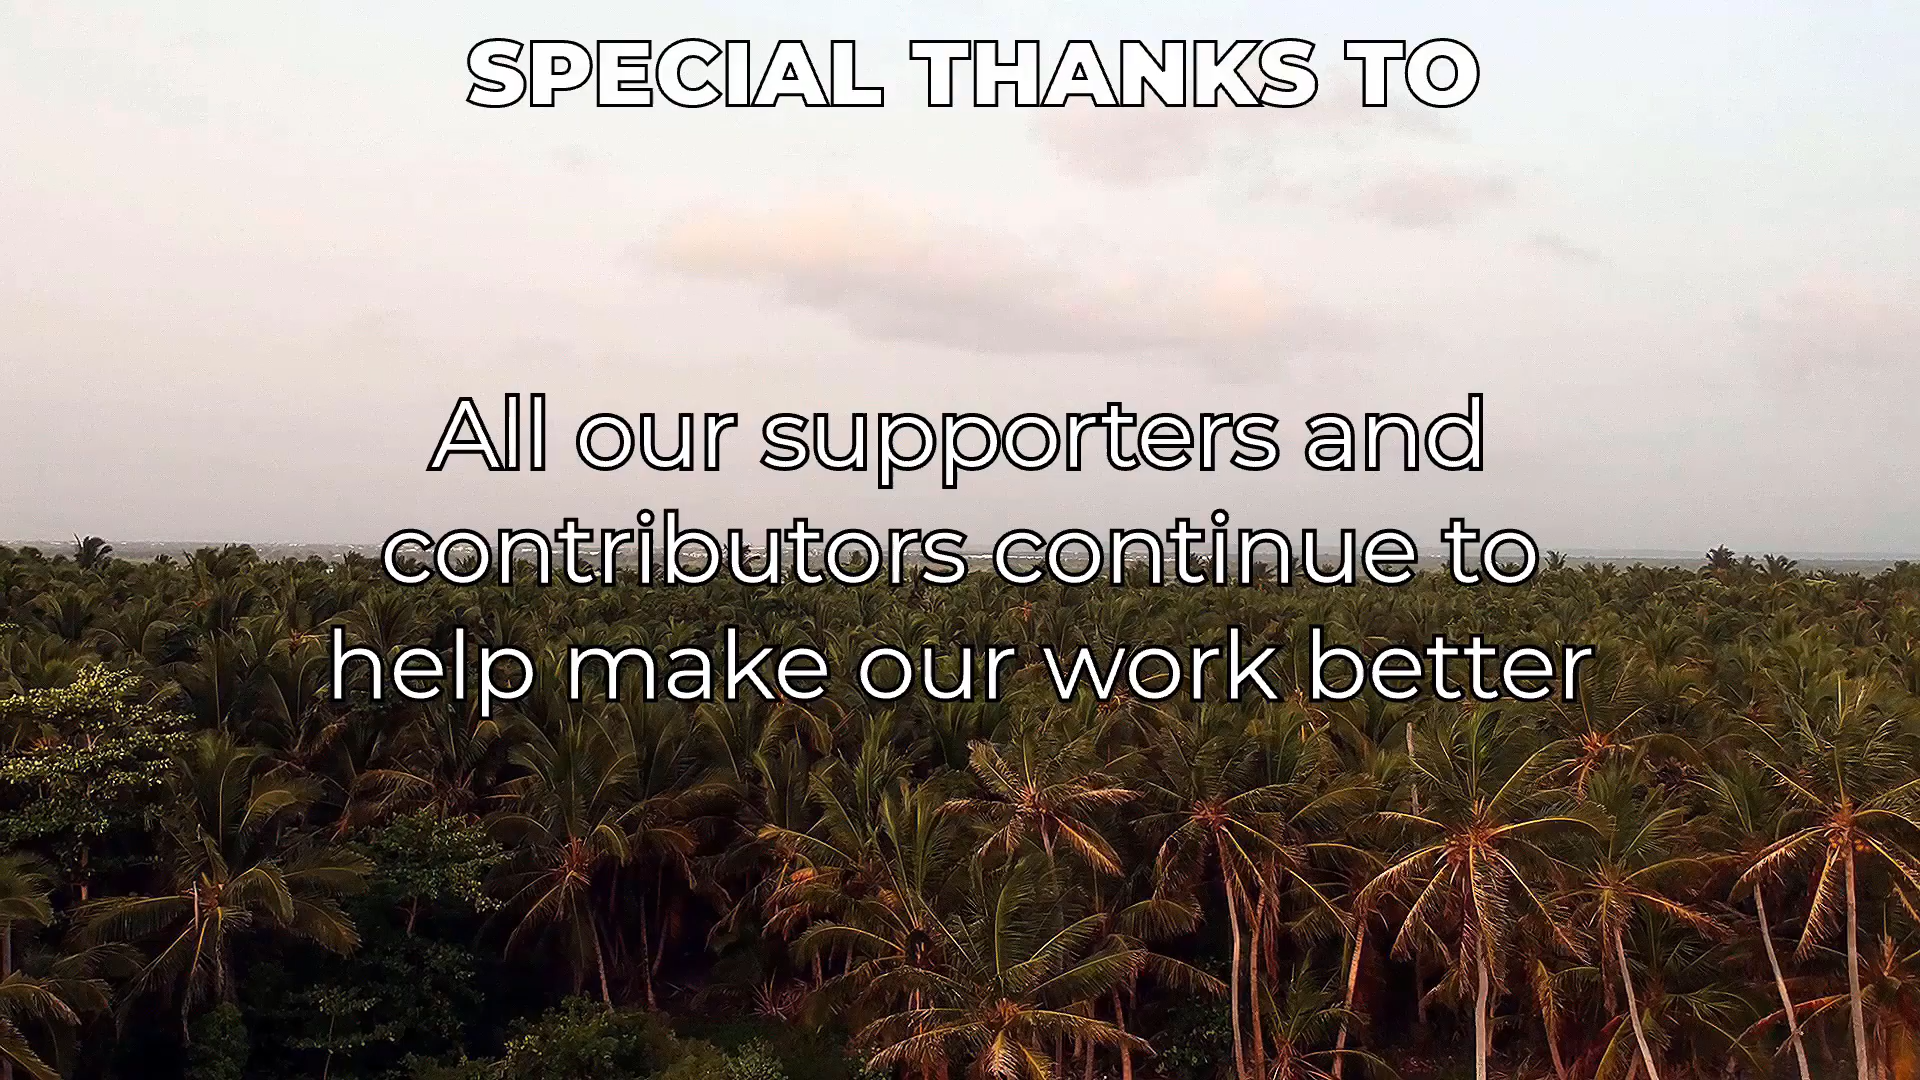 SPECIAL THANKS TO
All our supporters and
contributors continue to
help make our work better